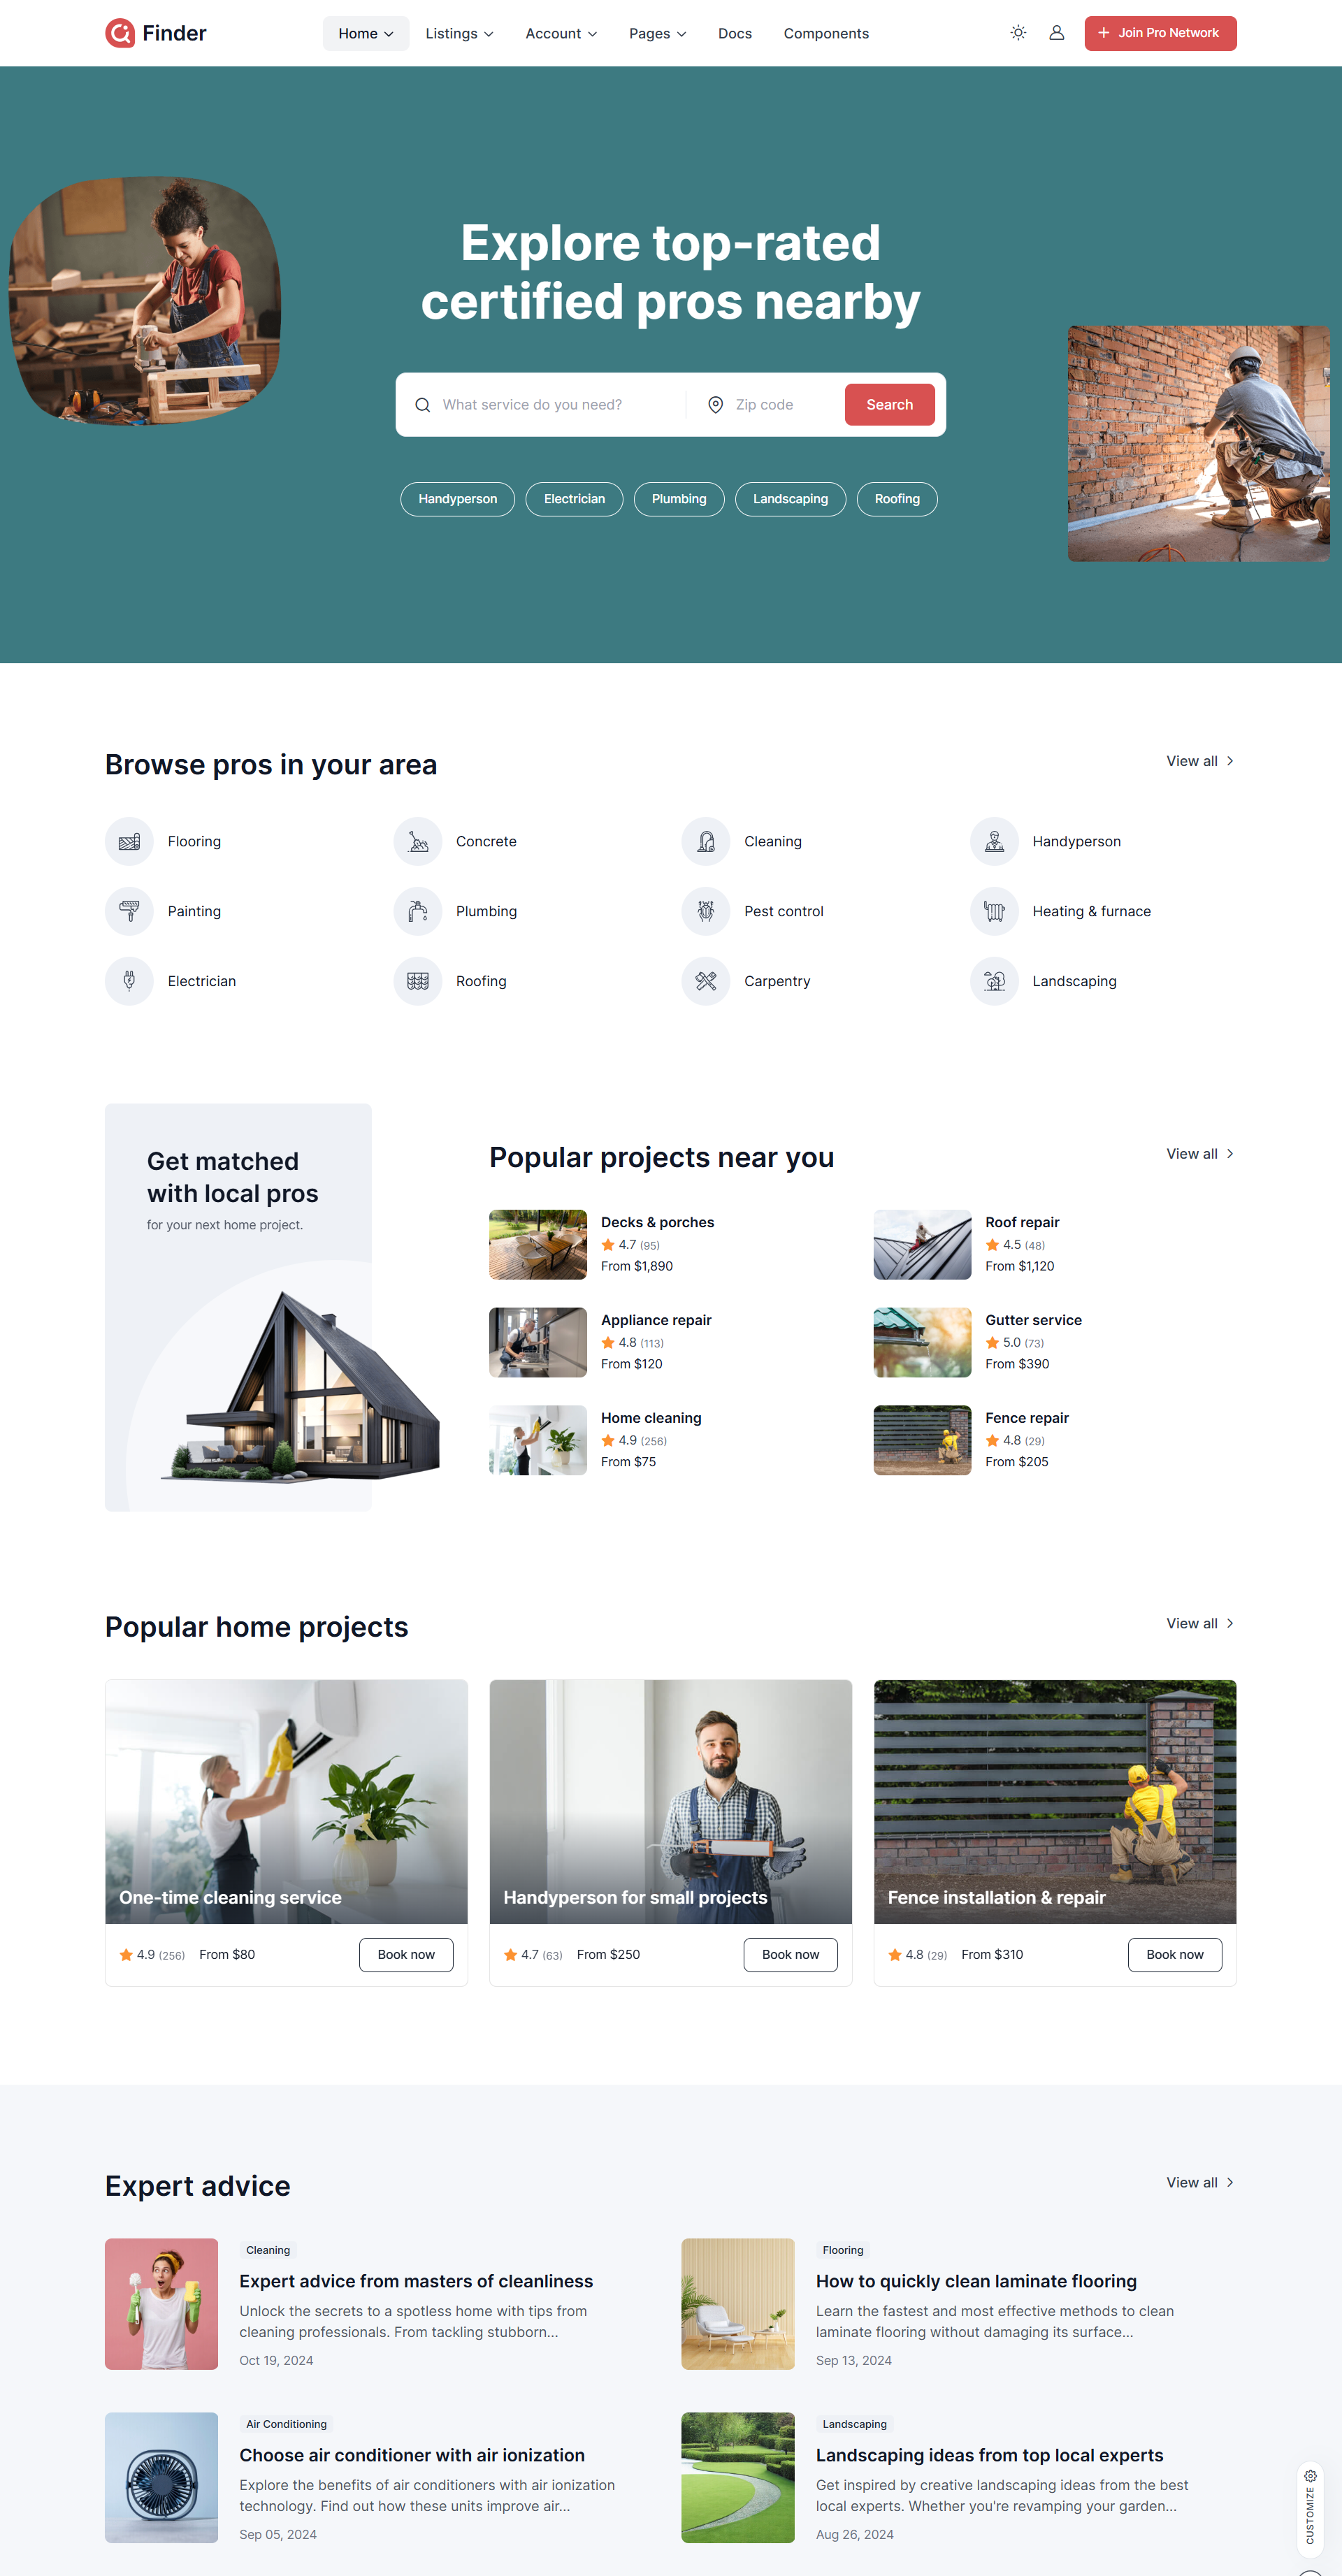 Finder
Home
Listings
Account
Pages
Docs
Components
Join Pro Network
Explore top-rated
certified pros nearby
What service do you need?
Zip code
Search
Handyperson
Electrician
Plumbing
Landscaping
Roofing
Browse pros in your area
View all
Flooring
Concrete
Cleaning
Handyperson
Painting
Plumbing
Pest control
Heating & furnace
Electrician
Roofing
Carpentry
Landscaping
Get matched
with local pros
for your next home project.
Popular projects near you
View all
Decks & porches
4.7 (95)
From $1,890
Roof repair
4.5 (48)
From $1,120
Appliance repair
4.8 (113)
From $120
Gutter service
5.0 (73)
From $390
Home cleaning
4.9 (256)
From $75
Fence repair
4.8 (29)
From $205
Popular home projects
View all
One-time cleaning service
4.9 (256) From $80
Book now
Handyperson for small projects
4.7 (63) From $250
Book now
Fence installation & repair
4.8 (29) From $310
Book now
Expert advice
View all
Cleaning
Expert advice from masters of cleanliness
Unlock the secrets to a spotless home with tips from
cleaning professionals. From tackling stubborn...
Oct 19, 2024
Flooring
How to quickly clean laminate flooring
Learn the fastest and most effective methods to clean
laminate flooring without damaging its surface...
Sep 13, 2024
Air Conditioning
Choose air conditioner with air ionization
Explore the benefits of air conditioners with air ionization
technology. Find out how these units improve air...
Sep 05, 2024
Landscaping
Landscaping ideas from top local experts
Get inspired by creative landscaping ideas from the best
local experts. Whether you're revamping your garden...
Aug 26, 2024
CUSTOMIZE